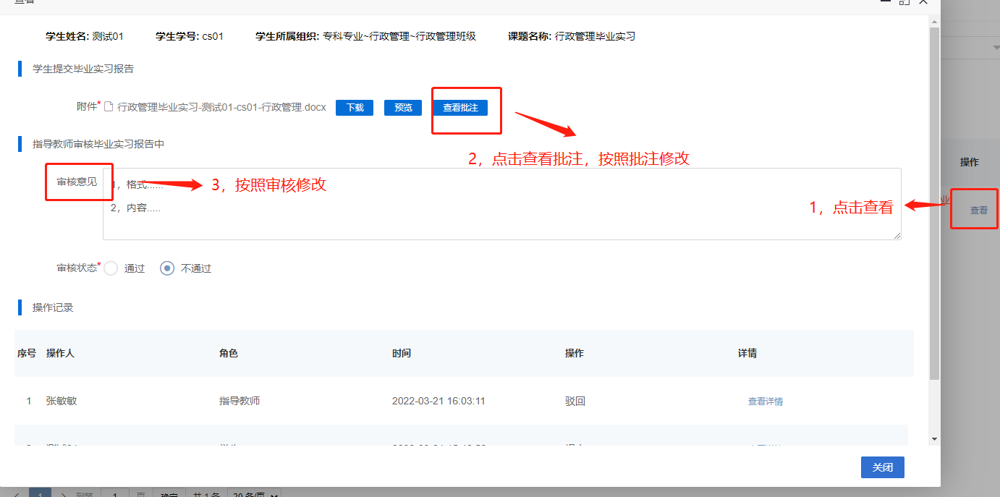 查看
学生姓名: 测试01 学生学号: cs01 学生所属组织: 专科专业~行政管理~行政管理班级 课题名称: 行政管理毕业实习
学生提交毕业实习报告
附件* 行政管理毕业实习-测试01-cs01-行政管理.docx 下载 预览 查看批注
指导教师审核毕业实习报告中
2，点击查看批注，按照批注修改
操作
审核意见 1，格式...... 3，按照审核修改
2，内容.....
1，点击查看
业 查看
审核状态* 通过 不通过
操作记录
序号 操作人 角色 时间 操作 详情
1 张敏敏 指导教师 2022-03-21 16:03:11 驳回 查看详情
关闭
1 到第 1 页 确定 共 1 条 20 条/页